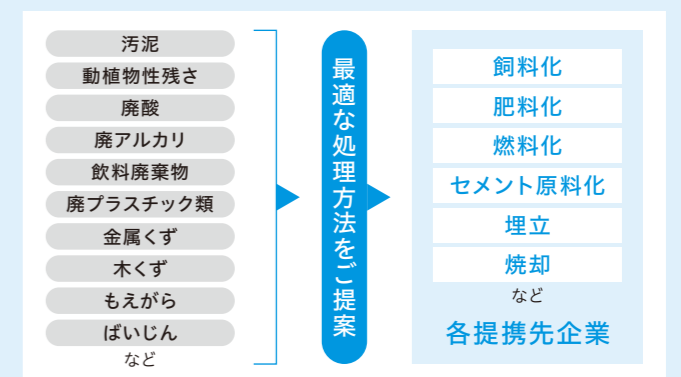 汚泥
動植物性残さ
廃酸
廃アルカリ
飲料廃棄物
廃プラスチック類
金属くず
木くず
もえがら
ばいじん
など
最適な処理方法をご提案
飼料化
肥料化
燃料化
セメント原料化
埋立
焼却
など
各提携先企業